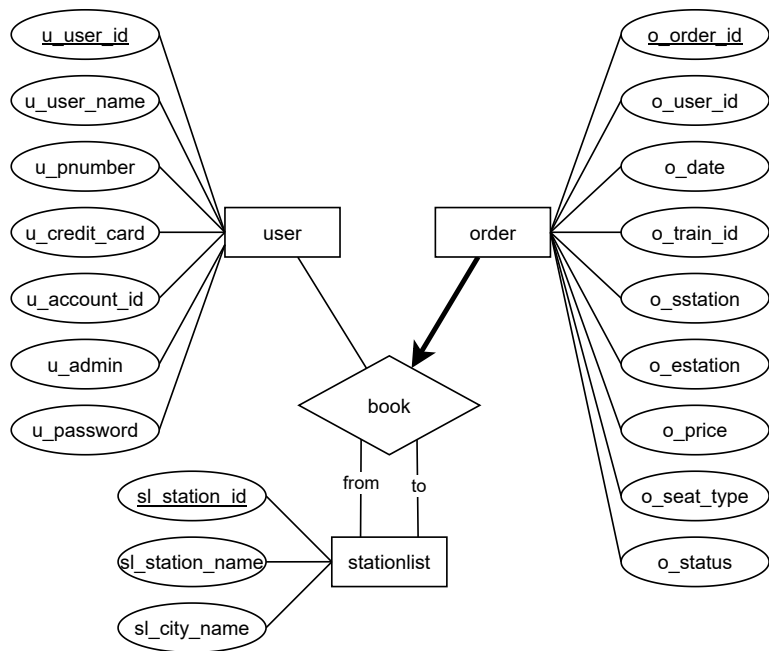 u_user_id
u_user_name
u_pnumber
u_credit_card
u_account_id
u_admin
u_password
user
order
o_order_id
o_user_id
o_date
o_train_id
o_sstation
o_estation
o_price
o_seat_type
o_status
book
from
to
sl_station_id
sl_station_name
sl_city_name
stationlist